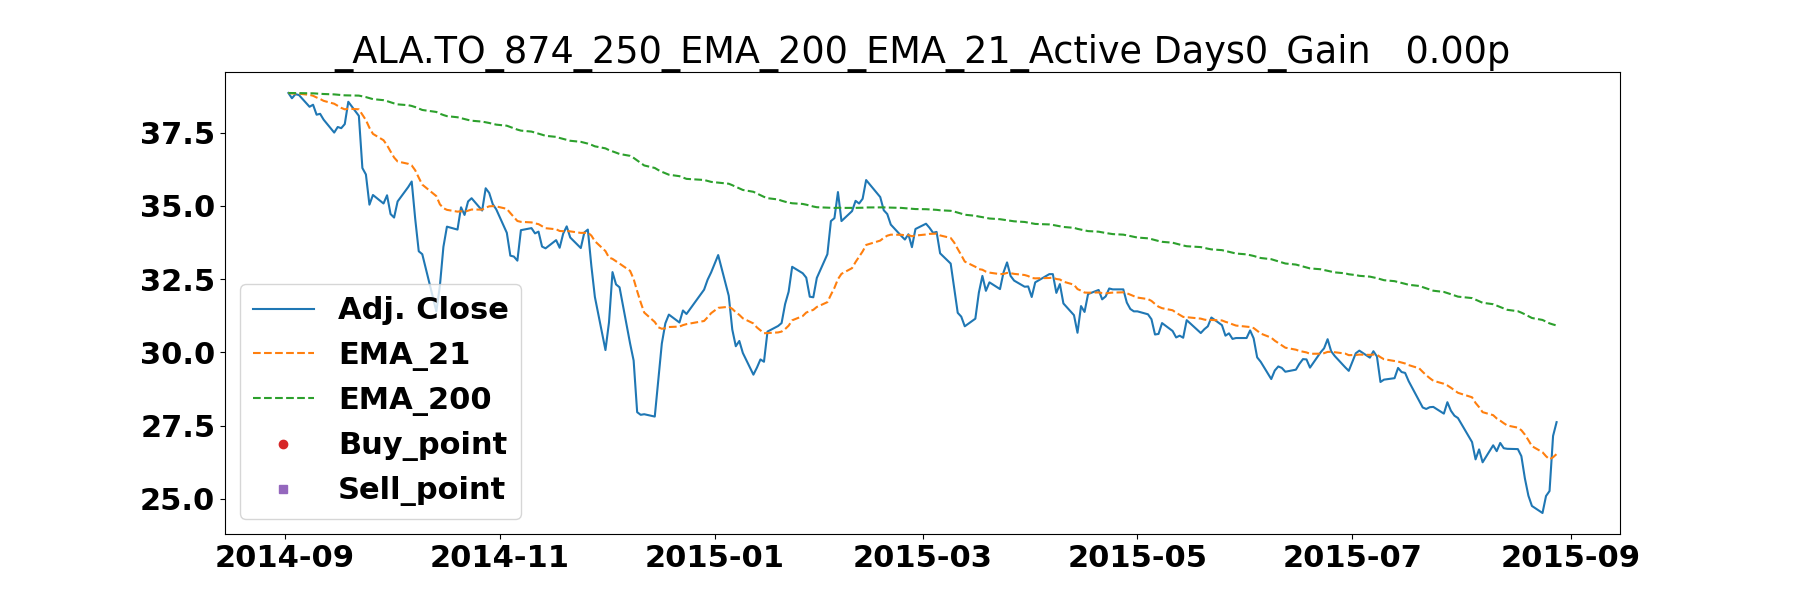 _ALA.TO_874_250_EMA_200_EMA_21_Active Days0_Gain   0.00p
37.5
35.0
32.5
30.0
27.5
25.0
Adj. Close
EMA_21
EMA_200
Buy_point
Sell_point
2014-09 2014-11 2015-01 2015-03 2015-05 2015-07 2015-09